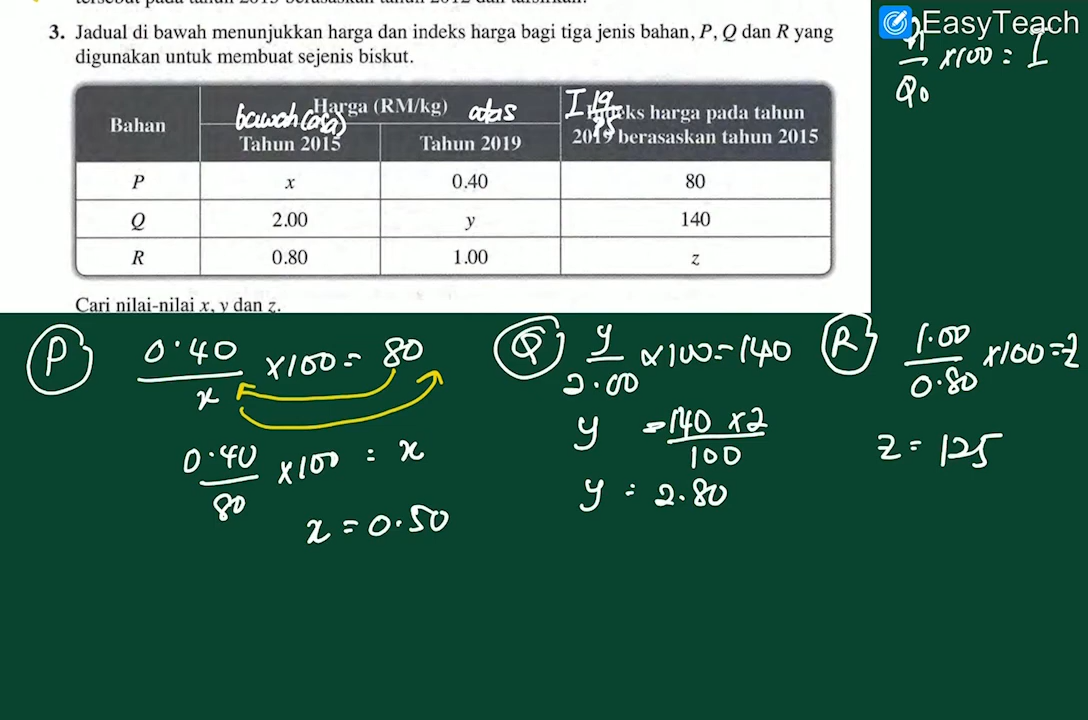 3. Jadual di bawah menunjukkan harga dan indeks harga bagi tiga jenis bahan, P, Q dan R yang
digunakan untuk membuat sejenis biskut.
EasyTeach
Q₀ x100 = I
Bahan
Harga (RM/kg)
bawah (asas)
atas
Tahun 2015
Tahun 2019
I 19
15
Indeks harga pada tahun
2019 berasaskan tahun 2015
P x 0.40 80
Q 2.00 y 140
R 0.80 1.00 z
Cari nilai-nilai x, y dan z.
P
0.40/x x100 = 80
0.40/80 x100 = x
x = 0.50
Q
y/2.00 x100 = 140
y = 140 x2/100
y = 2.80
R
1.00/0.80 x100 = z
z = 125